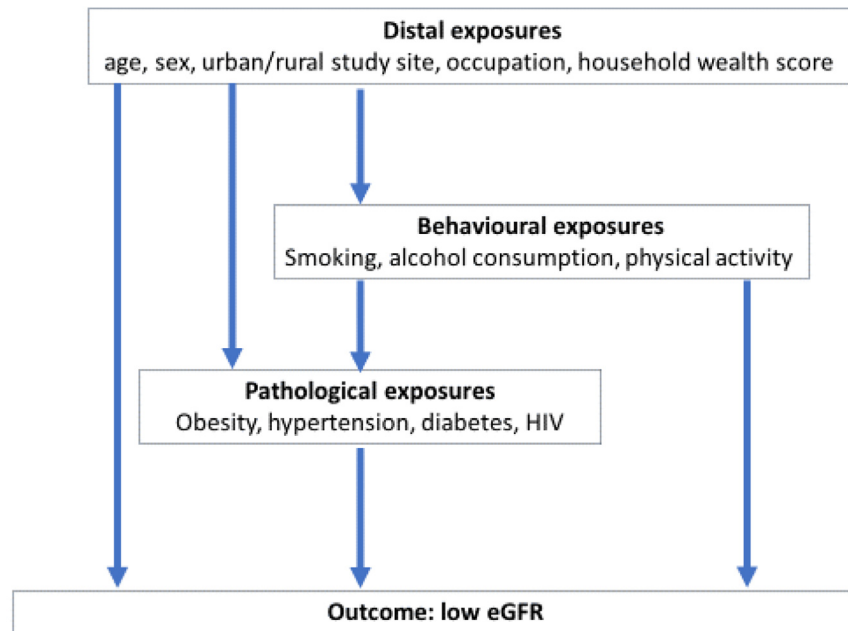 Distal exposures
age, sex, urban/rural study site, occupation, household wealth score
Behavioural exposures
Smoking, alcohol consumption, physical activity
Pathological exposures
Obesity, hypertension, diabetes, HIV
Outcome: low eGFR